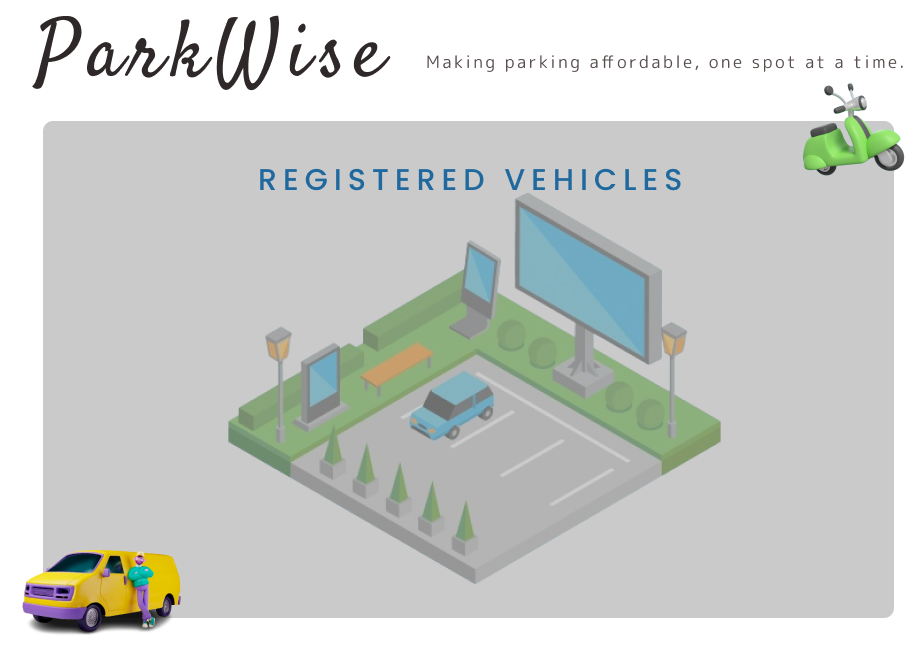 ParkWise
Making parking affordable, one spot at a time.
REGISTERED VEHICLES